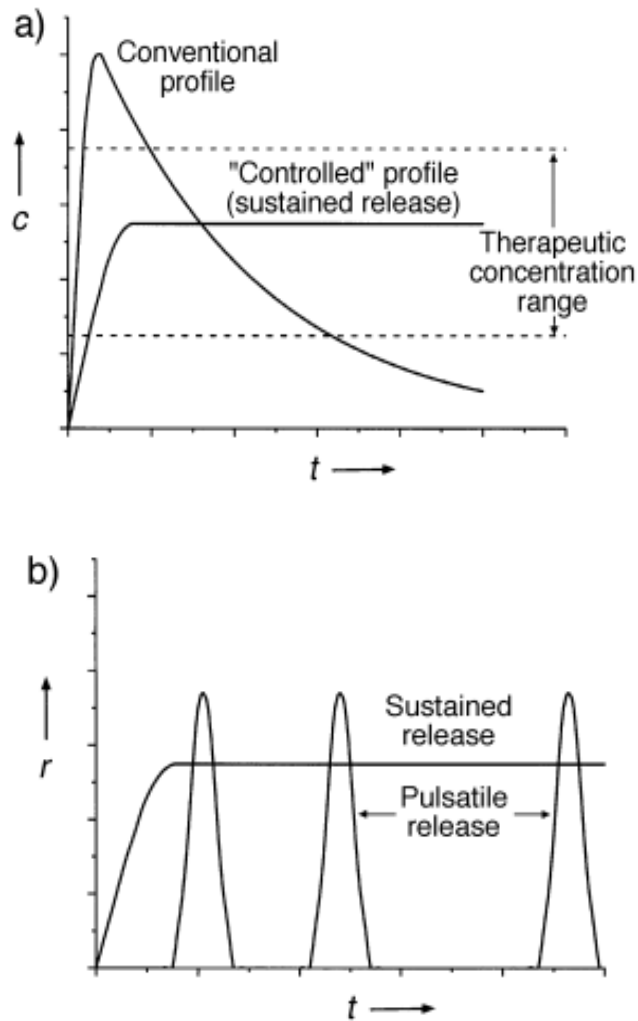 a)
Conventional
profile
"Controlled" profile
(sustained release)
c
Therapeutic
concentration
range
t
b)
Sustained
release
r
Pulsatile
release
t